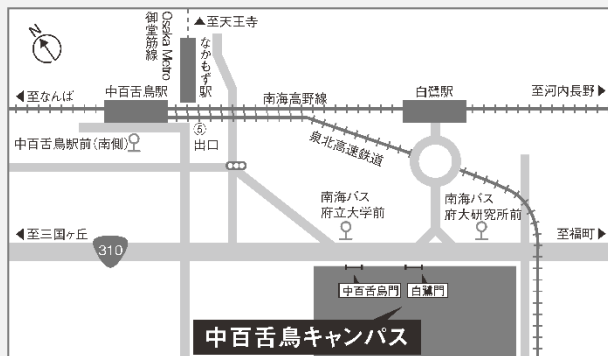 N
▲至天王寺
Osaka Metro
御堂筋線
なかもず駅
◀至なんば
中百舌鳥駅
南海高野線
白鷺駅
至河内長野▶
⑤
出口
中百舌鳥駅前(南側)
泉北高速鉄道
南海バス
府立大学前
南海バス
府大研究所前
◀至三国ヶ丘
310
至福町▶
中百舌鳥門
白鷺門
中百舌鳥キャンパス